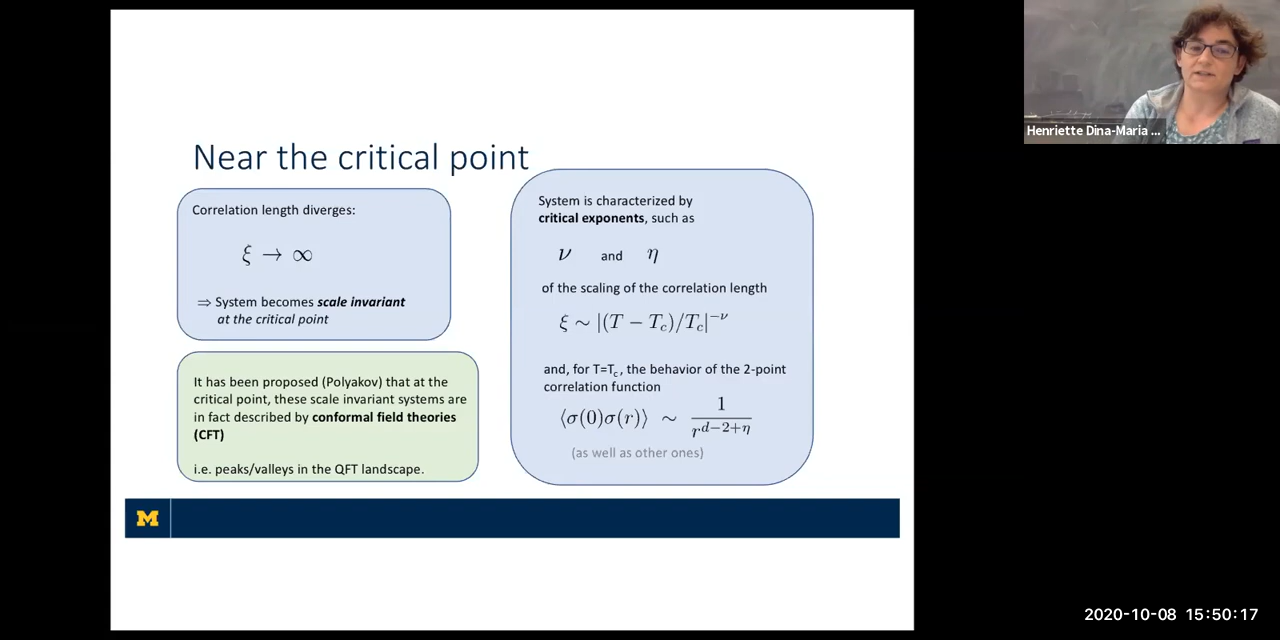 Near the critical point
Correlation length diverges:
ξ → ∞
⇒ System becomes scale invariant
at the critical point
It has been proposed (Polyakov) that at the
critical point, these scale invariant systems are
in fact described by conformal field theories
(CFT)
i.e. peaks/valleys in the QFT landscape.
System is characterized by
critical exponents, such as
ν and η
of the scaling of the correlation length
ξ ∼ |(T − T_c)/T_c|^{−ν}
and, for T=T_c, the behavior of the 2-point
correlation function
⟨σ(0)σ(r)⟩ ∼ 1/r^{d−2+η}
(as well as other ones)
M
Henriette Dina-Maria ...
2020-10-08 15:50:17